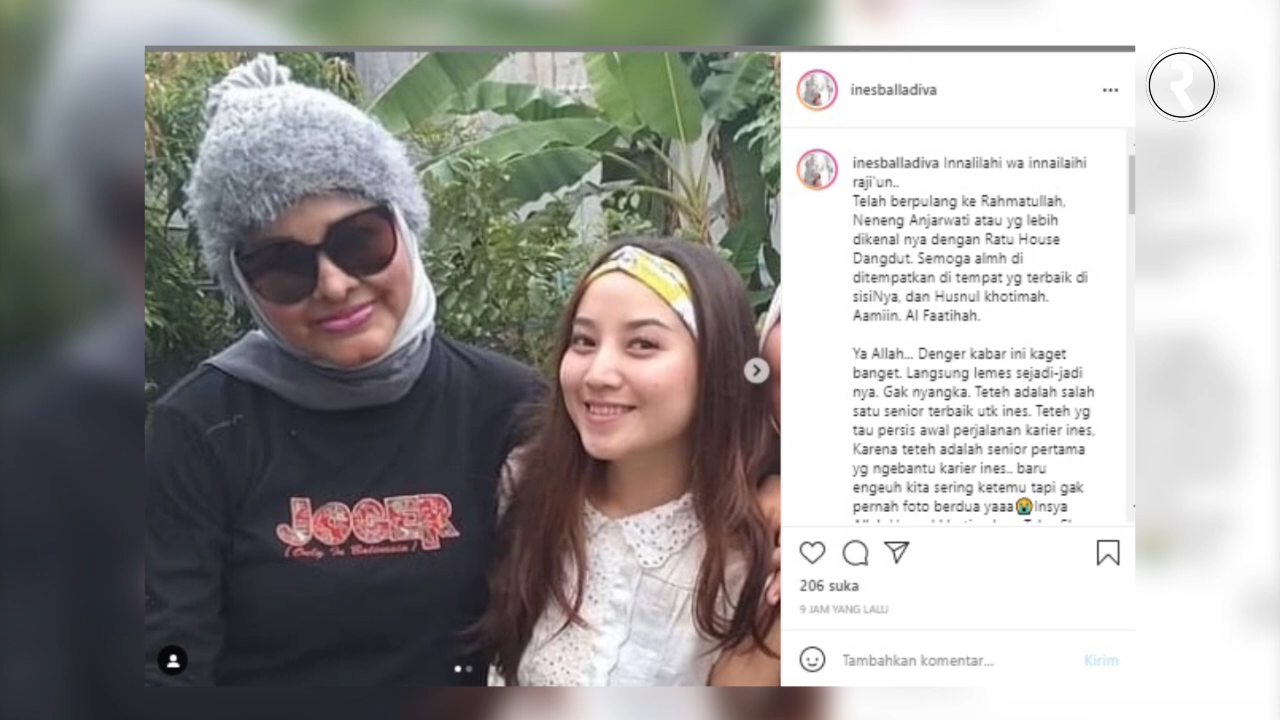 inesballadiva
inesballadiva Innalilahi wa innailaihi
raji'un..
Telah berpulang ke Rahmatullah,
Neneng Anjarwati atau yg lebih
dikenal nya dengan Ratu House
Dangdut. Semoga almh di
ditempatkan di tempat yg terbaik di
sisiNya, dan Husnul khotimah.
Aamiin. Al Faatihah.
Ya Allah... Denger kabar ini kaget
banget. Langsung lemes sejadi-jadi
nya. Gak nyangka. Teteh adalah salah
satu senior terbaik utk ines. Teteh yg
tau persis awal perjalanan karier ines,
Karena teteh adalah senior pertama
yg ngebantu karier ines.. baru
engeuh kita sering ketemu tapi gak
pernah foto berdua yaaa😭Insya
206 suka
9 JAM YANG LALU
Tambahkan komentar...
Kirim
JOGER
(Only In Baliwain)
R